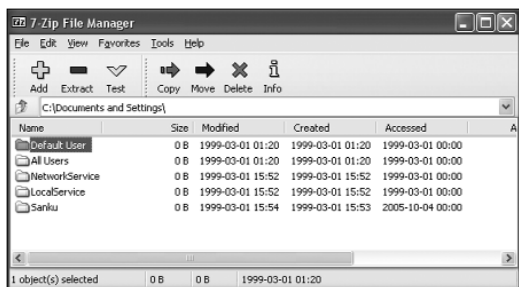 7-Zip File Manager
File Edit View Favorites Tools Help
Add Extract Test Copy Move Delete Info
C:\Documents and Settings\
Name Size Modified Created Accessed A
Default User 0 B 1999-03-01 01:20 1999-03-01 01:20 1999-03-01 00:00
All Users 0 B 1999-03-01 01:20 1999-03-01 01:20 1999-03-01 00:00
NetworkService 0 B 1999-03-01 15:52 1999-03-01 15:52 1999-03-01 00:00
LocalService 0 B 1999-03-01 15:52 1999-03-01 15:52 1999-03-01 00:00
Sanku 0 B 1999-03-01 15:54 1999-03-01 15:53 2005-10-04 00:00
1 object(s) selected 0 B 0 B 1999-03-01 01:20